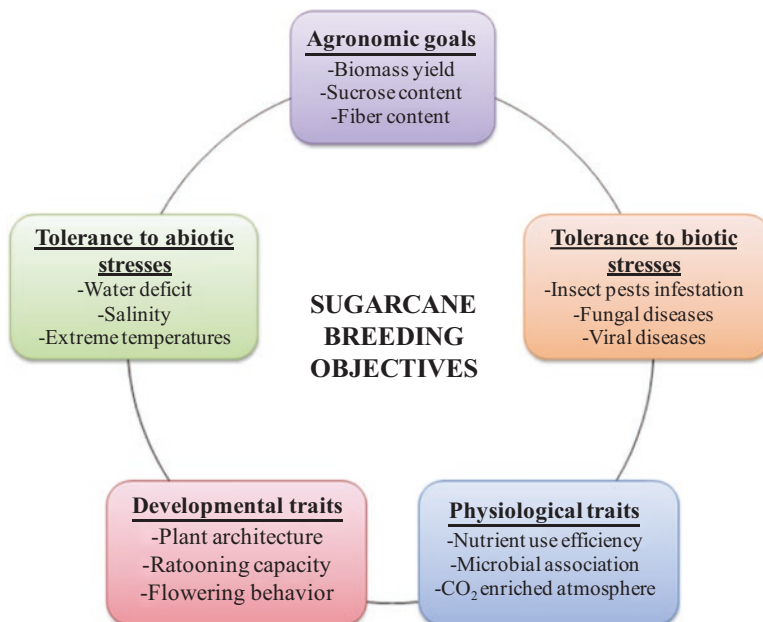 Agronomic goals
-Biomass yield
-Sucrose content
-Fiber content
Tolerance to abiotic
stresses
-Water deficit
-Salinity
-Extreme temperatures
Tolerance to biotic
stresses
-Insect pests infestation
-Fungal diseases
-Viral diseases
SUGARCANE
BREEDING
OBJECTIVES
Developmental traits
-Plant architecture
-Ratooning capacity
-Flowering behavior
Physiological traits
-Nutrient use efficiency
-Microbial association
-CO₂ enriched atmosphere